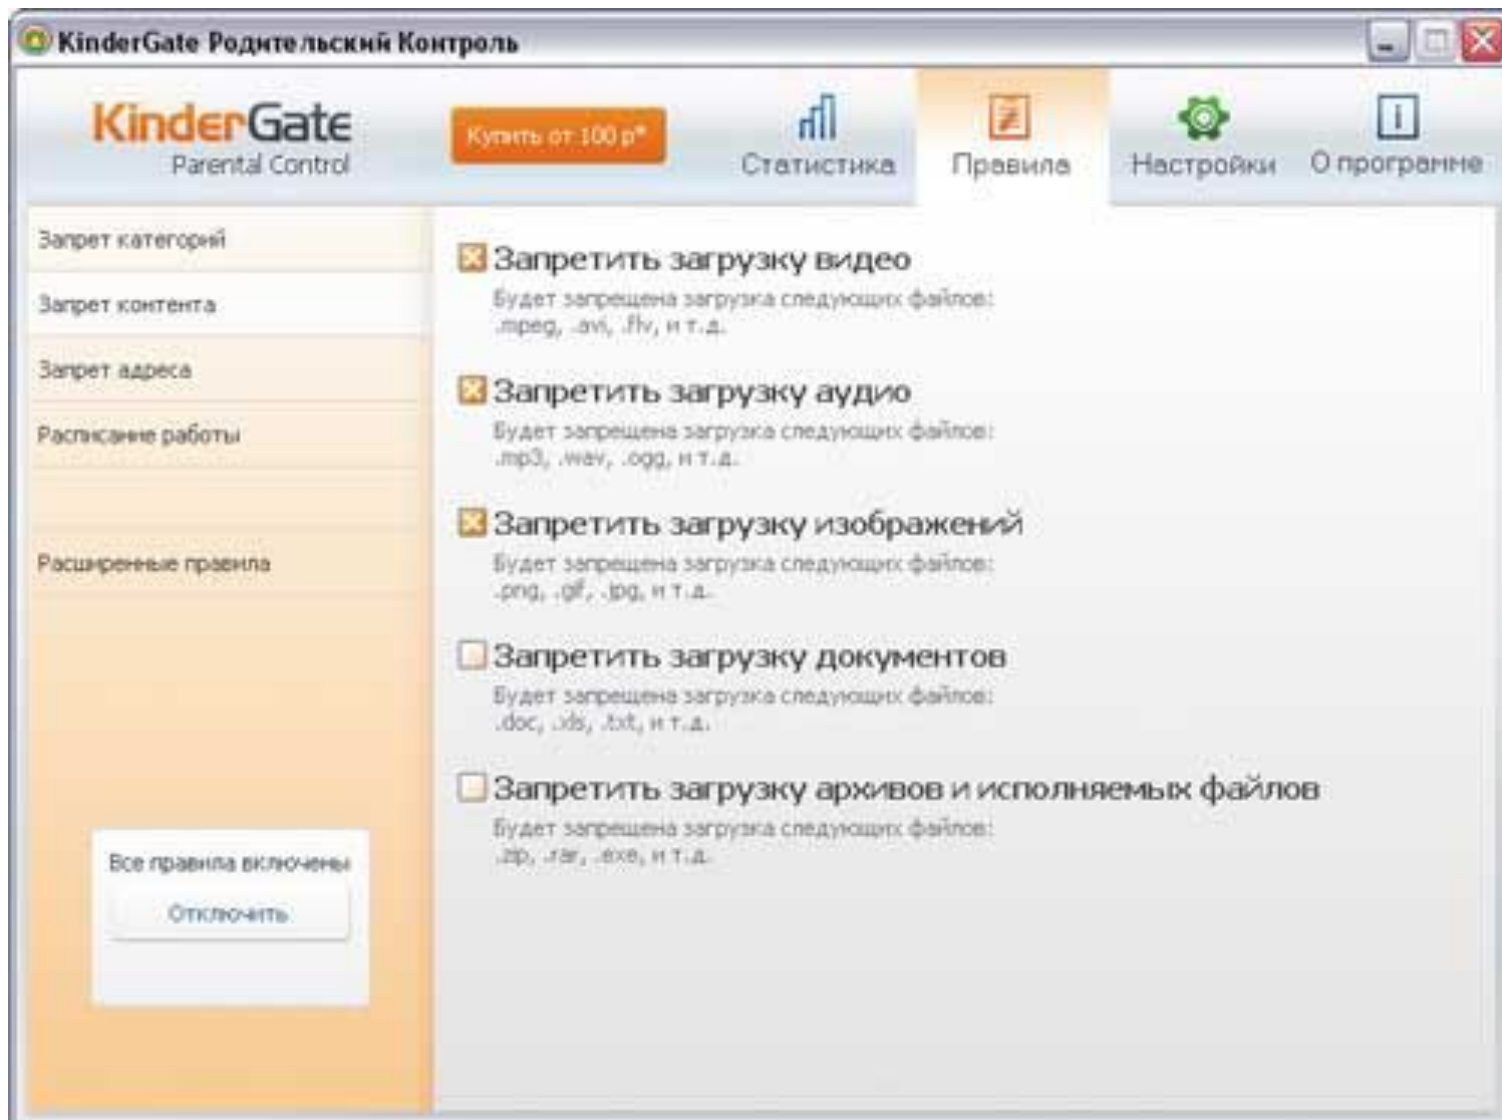 KinderGate Родительский Контроль
KinderGate
Parental Control
Купить от 100 р*
Статистика
Правила
Настройки
О программе
Запрет категорий
Запрет контента
Запрет адреса
Расписание работы
Расширенные правила
Все правила включены
Отключить
Запретить загрузку видео
Будет запрещена загрузка следующих файлов:
.mpeg, .avi, .flv, и т.д.
Запретить загрузку аудио
Будет запрещена загрузка следующих файлов:
.mp3, .wav, .ogg, и т.д.
Запретить загрузку изображений
Будет запрещена загрузка следующих файлов:
.png, .gif, .jpg, и т.д.
Запретить загрузку документов
Будет запрещена загрузка следующих файлов:
.doc, .xls, .txt, и т.д.
Запретить загрузку архивов и исполняемых файлов
Будет запрещена загрузка следующих файлов:
.zip, .rar, .exe, и т.д.